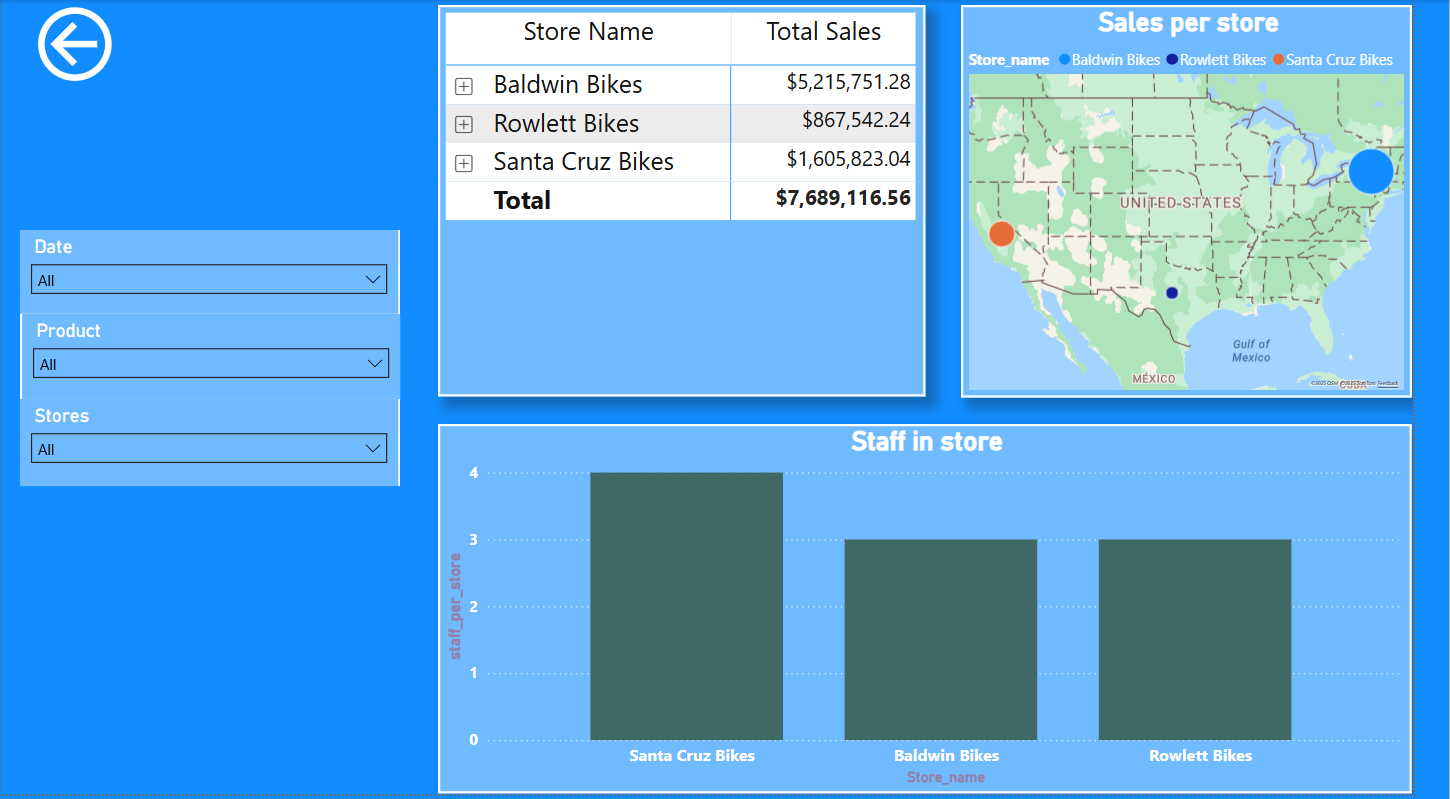 Store Name Total Sales
Baldwin Bikes $5,215,751.28
Rowlett Bikes $867,542.24
Santa Cruz Bikes $1,605,823.04
Total $7,689,116.56
Sales per store
Store_name Baldwin Bikes Rowlett Bikes Santa Cruz Bikes
UNITED STATES
Gulf of
Mexico
MÉXICO
CUBA
©2025 OSM ©2025 TomTom Feedback
Date
All
Product
All
Stores
All
Staff in store
staff_per_store
4
3
2
1
0
Santa Cruz Bikes Baldwin Bikes Rowlett Bikes
Store_name